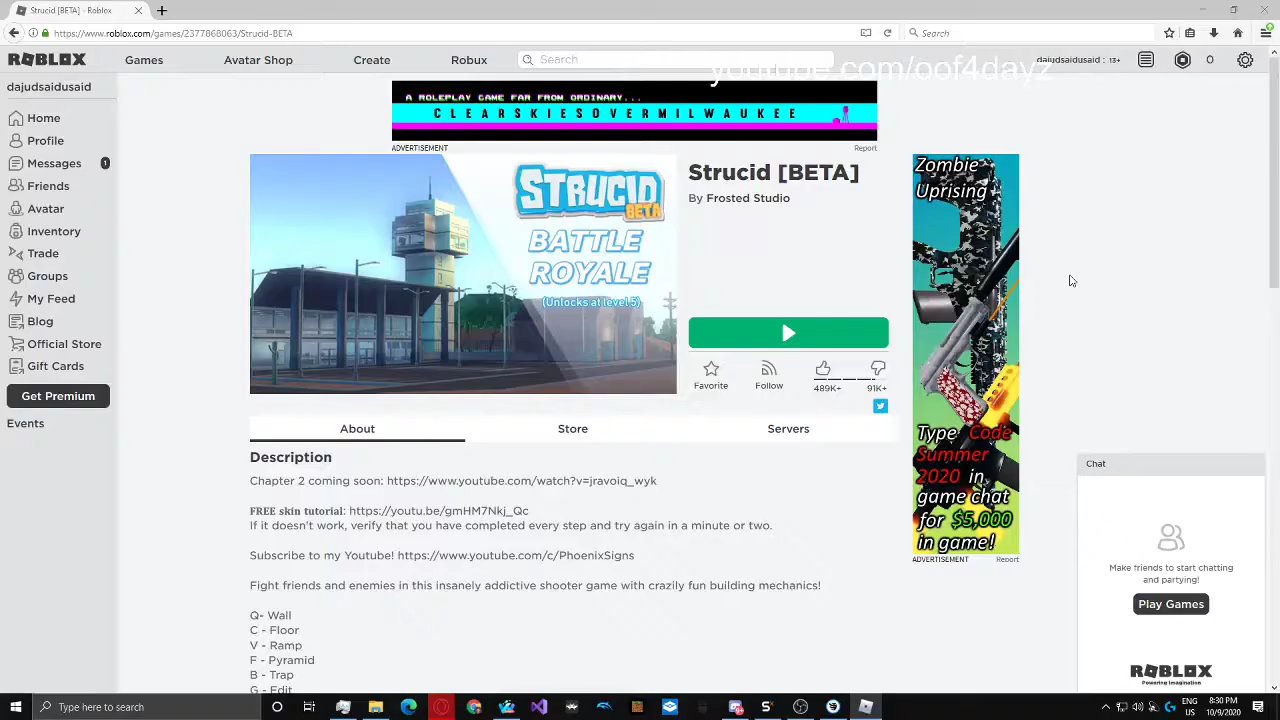 Strucid [BETA] - Roblox
https://www.roblox.com/games/2377868063/Strucid-BETA
Search
ROBLOX
Games
Avatar Shop
Create
Robux
Search
youtube.com/oof4dayz
dajudsaidusaid : 13+
0
dajudsaidusaid
Home
Profile
Messages 1
Friends
Avatar
Inventory
Trade
Groups
My Feed
Blog
Official Store
Gift Cards
Get Premium
Events
A ROLEPLAY GAME FAR FROM ORDINARY...
CLEARSKIESOVERMILWAUKEE
ADVERTISEMENT
Report
STRUCID
BETA
BATTLE
ROYALE
(Unlocks at level 5)
Strucid [BETA]
By Frosted Studio
Favorite
Follow
489K+
91K+
Zombie
Uprising
Type Code
Summer
2020 in
game chat
for $5,000
in game!
ADVERTISEMENT
Report
About
Store
Servers
Description
Chapter 2 coming soon: https://www.youtube.com/watch?v=jravoiq_wyk
FREE skin tutorial: https://youtu.be/gmHM7Nkj_Qc
If it doesn't work, verify that you have completed every step and try again in a minute or two.
Subscribe to my Youtube! https://www.youtube.com/c/PhoenixSigns
Fight friends and enemies in this insanely addictive shooter game with crazily fun building mechanics!
Q- Wall
C - Floor
V - Ramp
F - Pyramid
B - Trap
G - Edit
Chat
Make friends to start chatting
and partying!
Play Games
ROBLOX
Powering Imagination
Type here to search
ENG
US
8:30 PM
10/9/2020